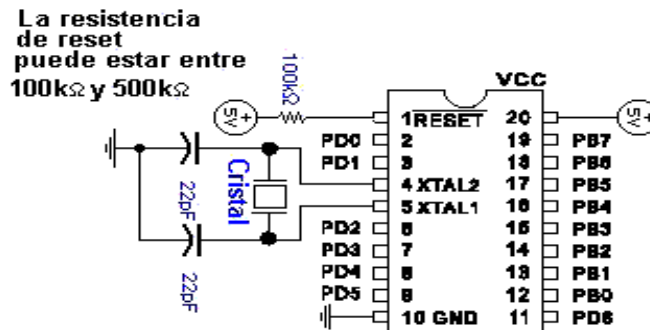 La resistencia
de reset
puede estar entre
100kΩ y 500kΩ
100kΩ
VCC
5V +
1 RESET 20
5V +
PD0 2 19 PB7
PD1 3 18 PB6
4 XTAL2 17 PB5
5 XTAL1 16 PB4
PD2 6 15 PB3
PD3 7 14 PB2
PD4 8 13 PB1
PD5 9 12 PB0
10 GND 11 PD6
Cristal
22pF
22pF